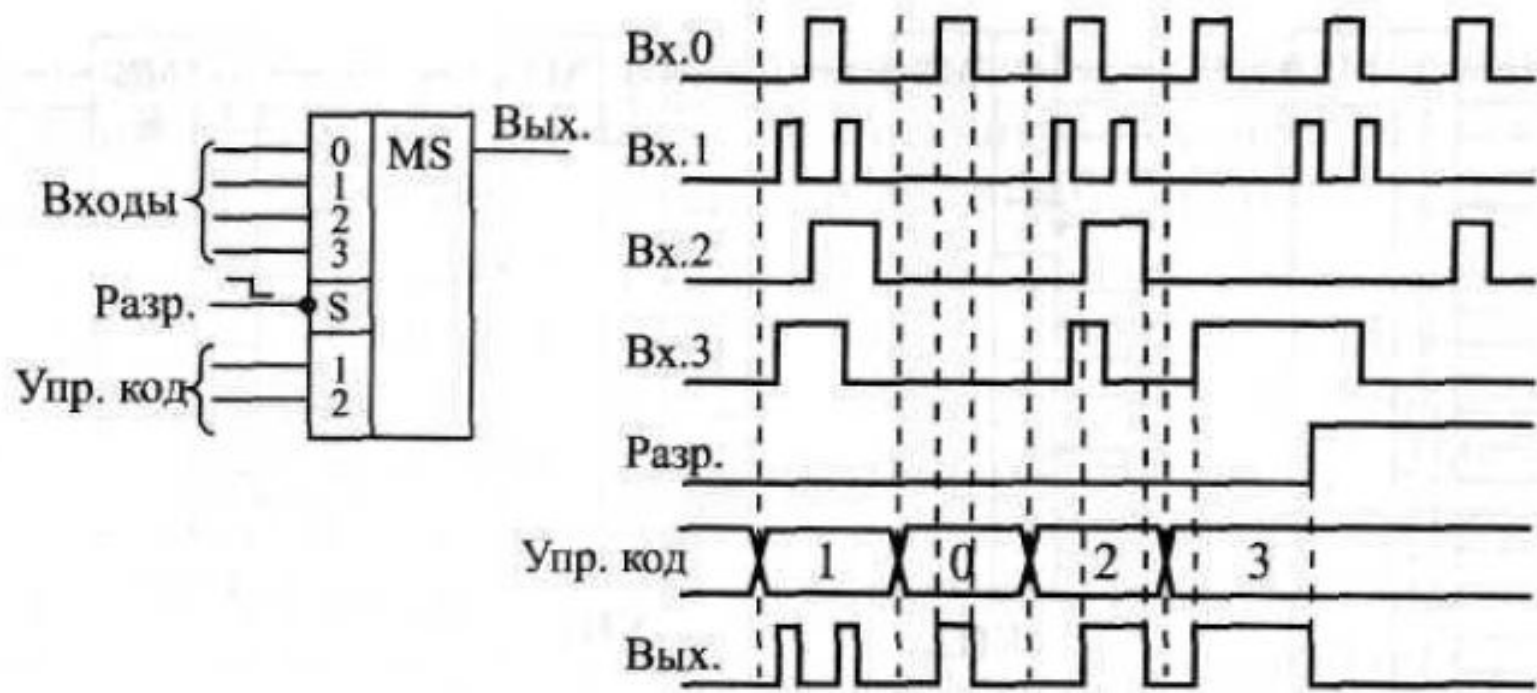 Входы
Разр.
Упр. код
0
1
2
3
S
1
2
MS
Вых.
Вх.0
Вх.1
Вх.2
Вх.3
Разр.
Упр. код 1 0 2 3
Вых.